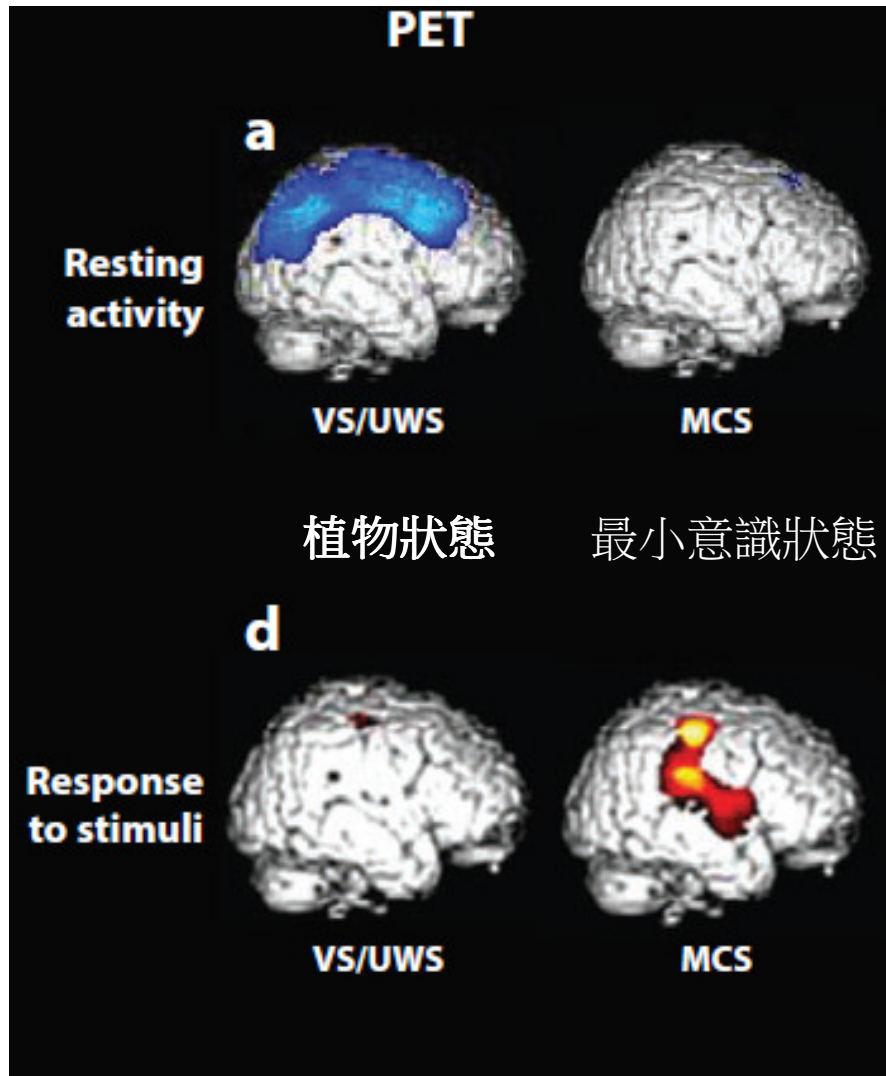 PET
a
Resting
activity
VS/UWS
MCS
植物狀態
最小意識狀態
d
Response
to stimuli
VS/UWS
MCS